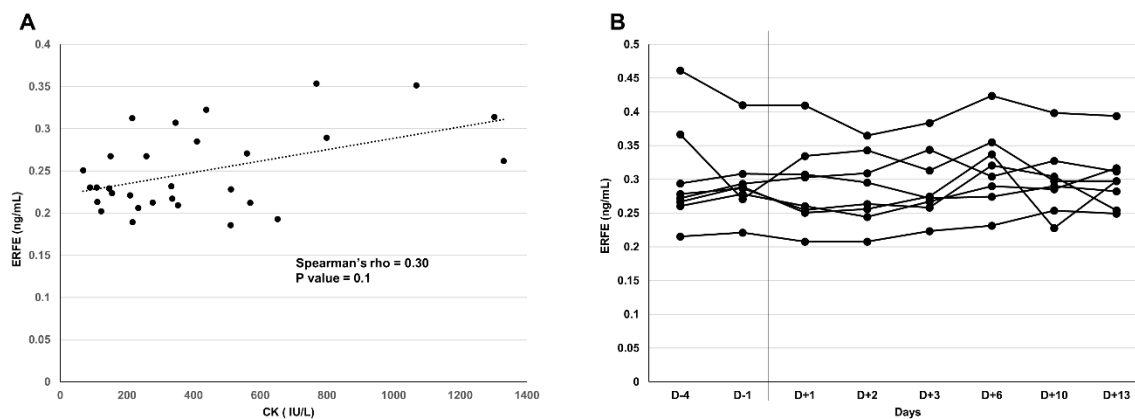 A
ERFE (ng/mL)
0.4
0.35
0.3
0.25
0.2
0.15
0.1
0.05
0
Spearman's rho = 0.30
P value = 0.1
0 200 400 600 800 1000 1200 1400
CK ( IU/L)
B
ERFE (ng/mL)
0.5
0.45
0.4
0.35
0.3
0.25
0.2
0.15
0.1
0.05
0
D-4 D-1 D+1 D+2 D+3 D+6 D+10 D+13
Days